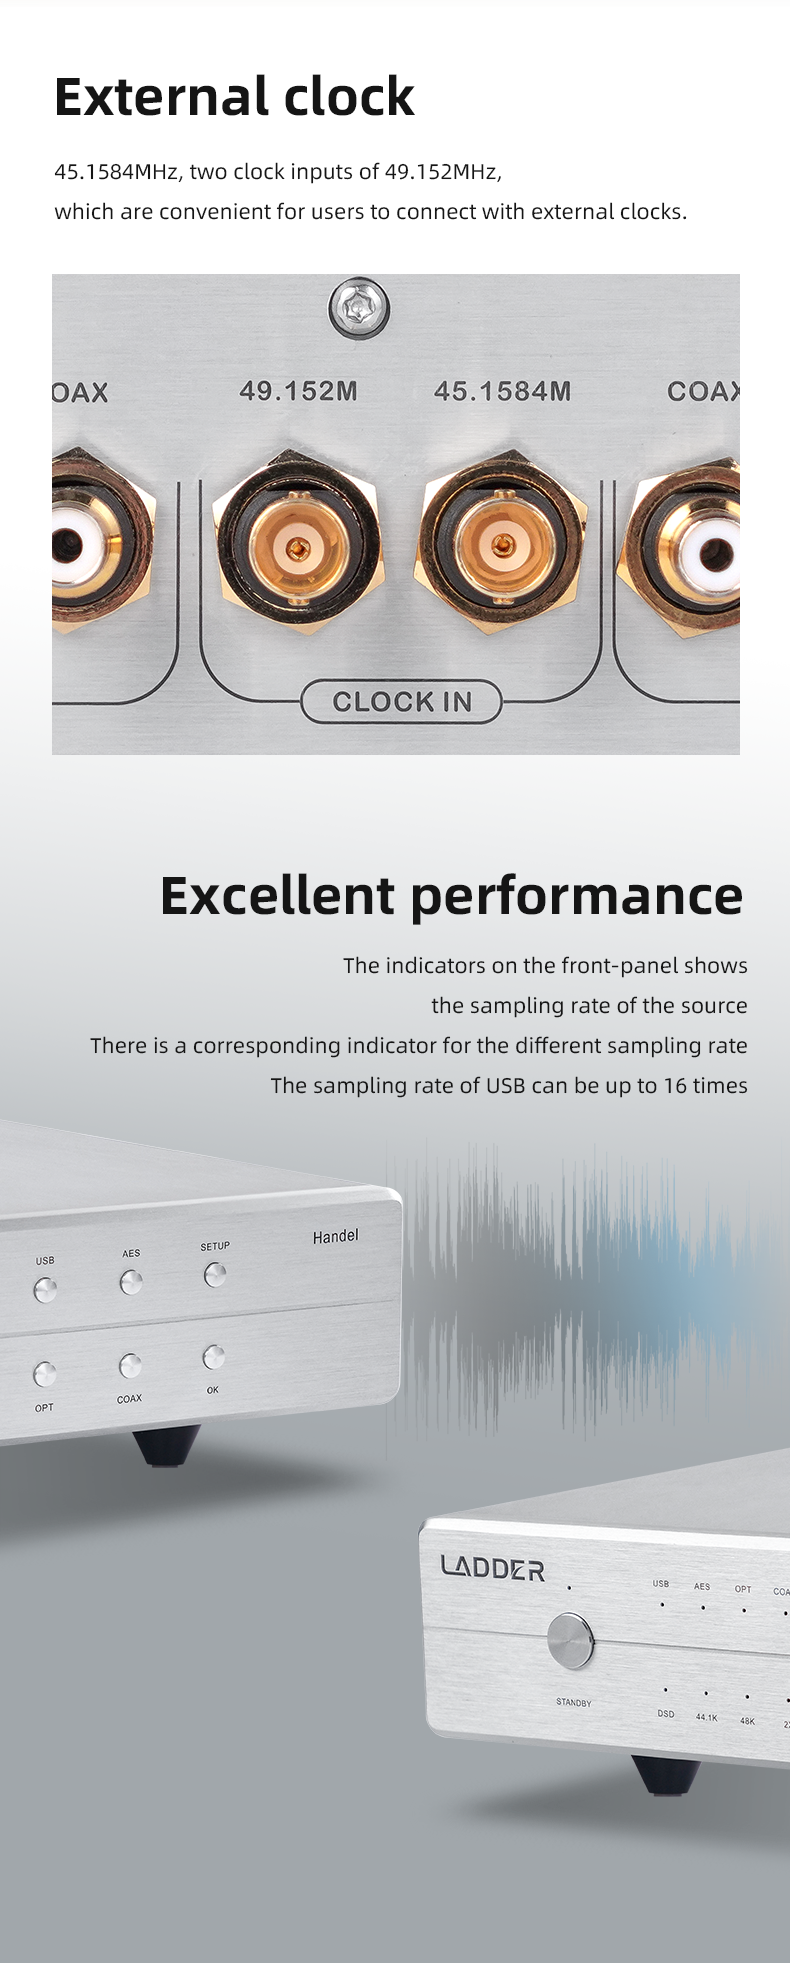 External clock
45.1584MHz, two clock inputs of 49.152MHz,
which are convenient for users to connect with external clocks.
OAX 49.152M 45.1584M COAX
CLOCK IN
Excellent performance
The indicators on the front-panel shows
the sampling rate of the source
There is a corresponding indicator for the different sampling rate
The sampling rate of USB can be up to 16 times
USB AES SETUP Handel
OPT COAX OK
LADDER
USB AES OPT COA
STANDBY
DSD 44.1K 48K 2X